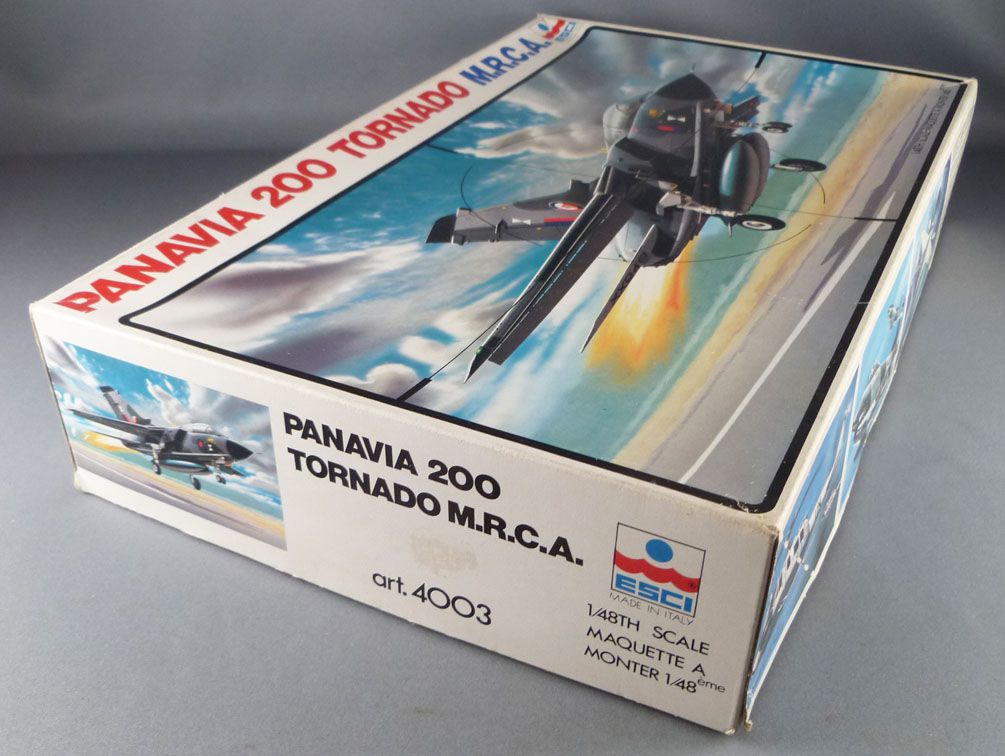 PANAVIA 200 TORNADO M.R.C.A.
ESCI
PANAVIA 200
TORNADO M.R.C.A.
art. 4003
ESCI
MADE IN ITALY
1/48TH SCALE
MAQUETTE A
MONTER 1/48ème